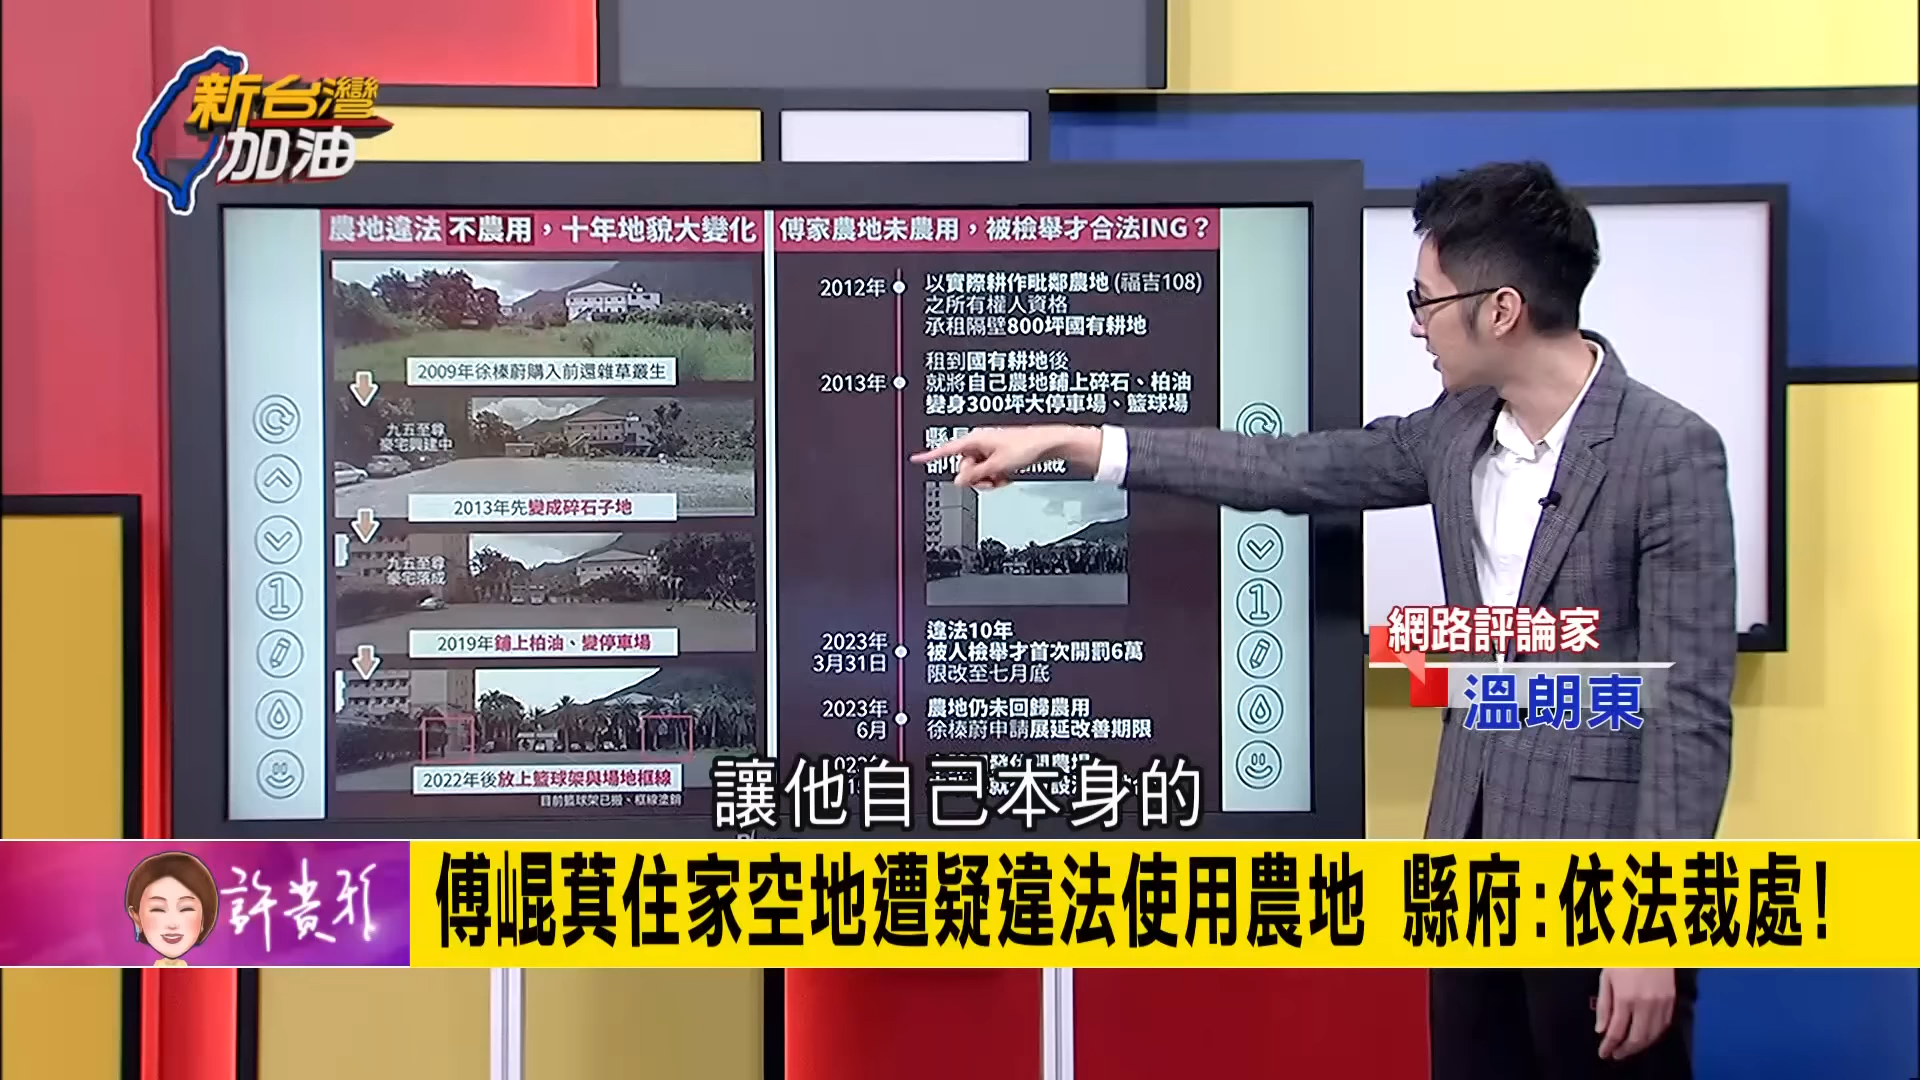 新台灣
加油
農地違法 不農用，十年地貌大變化
2009年徐榛蔚購入前還雜草叢生
九五至尊
豪宅興建中
2013年先變成碎石子地
九五至尊
豪宅落成
2019年鋪上柏油、變停車場
2022年後放上籃球架與場地框線
目前籃球架已搬、框線塗銷
傅家農地未農用，被檢舉才合法ING？
2012年
以實際耕作毗鄰農地 (福吉108)
之所有權人資格
承租隔壁800坪國有耕地
2013年
租到國有耕地後
就將自己農地鋪上碎石、柏油
變身300坪大停車場、籃球場
2023年
3月31日
違法10年
被人檢舉才首次開罰6萬
限改至七月底
2023年
6月
農地仍未回歸農用
徐榛蔚申請展延改善期限
1
1
網路評論家
溫朗東
讓他自己本身的
許貴雅
傅崐萁住家空地遭疑違法使用農地 縣府:依法裁處!